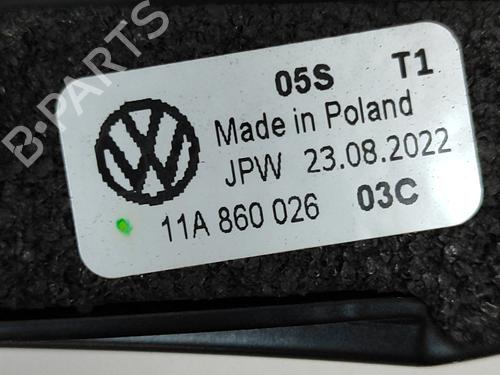 05S T1
Made in Poland
JPW 23.08.2022
11A 860 026 03C
B-PARTS